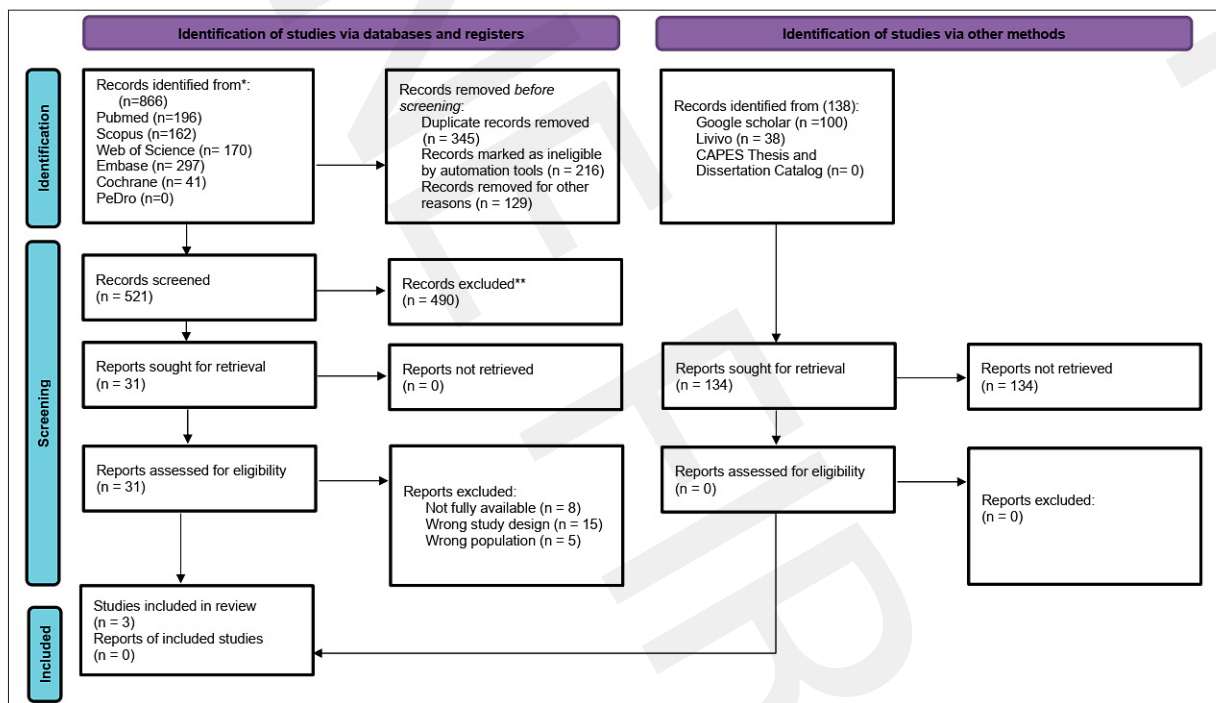 Identification of studies via databases and registers
Identification of studies via other methods
Identification
Records identified from*:
(n=866)
Pubmed (n=196)
Scopus (n=162)
Web of Science (n= 170)
Embase (n= 297)
Cochrane (n= 41)
PeDro (n=0)
Records removed before
screening:
Duplicate records removed
(n = 345)
Records marked as ineligible
by automation tools (n = 216)
Records removed for other
reasons (n = 129)
Records identified from (138):
Google scholar (n =100)
Livivo (n = 38)
CAPES Thesis and
Dissertation Catalog (n= 0)
Screening
Records screened
(n = 521)
Records excluded**
(n = 490)
Reports sought for retrieval
(n = 31)
Reports not retrieved
(n = 0)
Reports sought for retrieval
(n = 134)
Reports not retrieved
(n = 134)
Reports assessed for eligibility
(n = 31)
Reports excluded:
Not fully available (n = 8)
Wrong study design (n = 15)
Wrong population (n = 5)
Reports assessed for eligibility
(n = 0)
Reports excluded:
(n = 0)
Included
Studies included in review
(n = 3)
Reports of included studies
(n = 0)